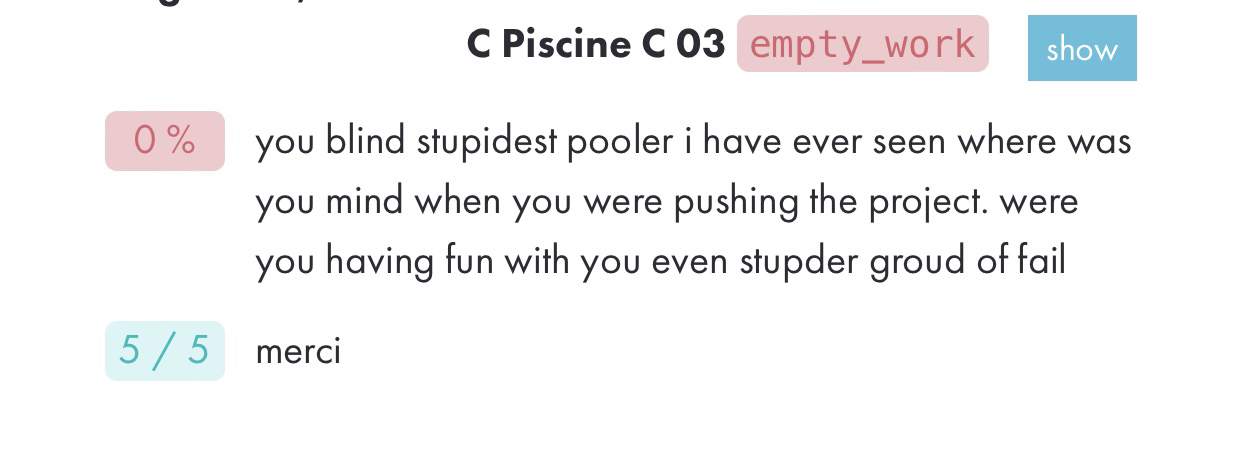 C Piscine C 03 empty_work show
0 % you blind stupidest pooler i have ever seen where was
you mind when you were pushing the project. were
you having fun with you even stupder groud of fail
5 / 5 merci